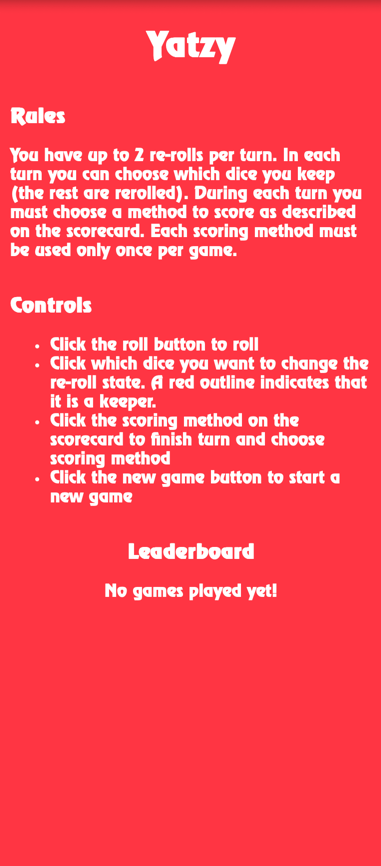 Yatzy
Rules
You have up to 2 re-rolls per turn. In each
turn you can choose which dice you keep
(the rest are rerolled). During each turn you
must choose a method to score as described
on the scorecard. Each scoring method must
be used only once per game.
Controls
• Click the roll button to roll
• Click which dice you want to change the
re-roll state. A red outline indicates that
it is a keeper.
• Click the scoring method on the
scorecard to finish turn and choose
scoring method
• Click the new game button to start a
new game
Leaderboard
No games played yet!